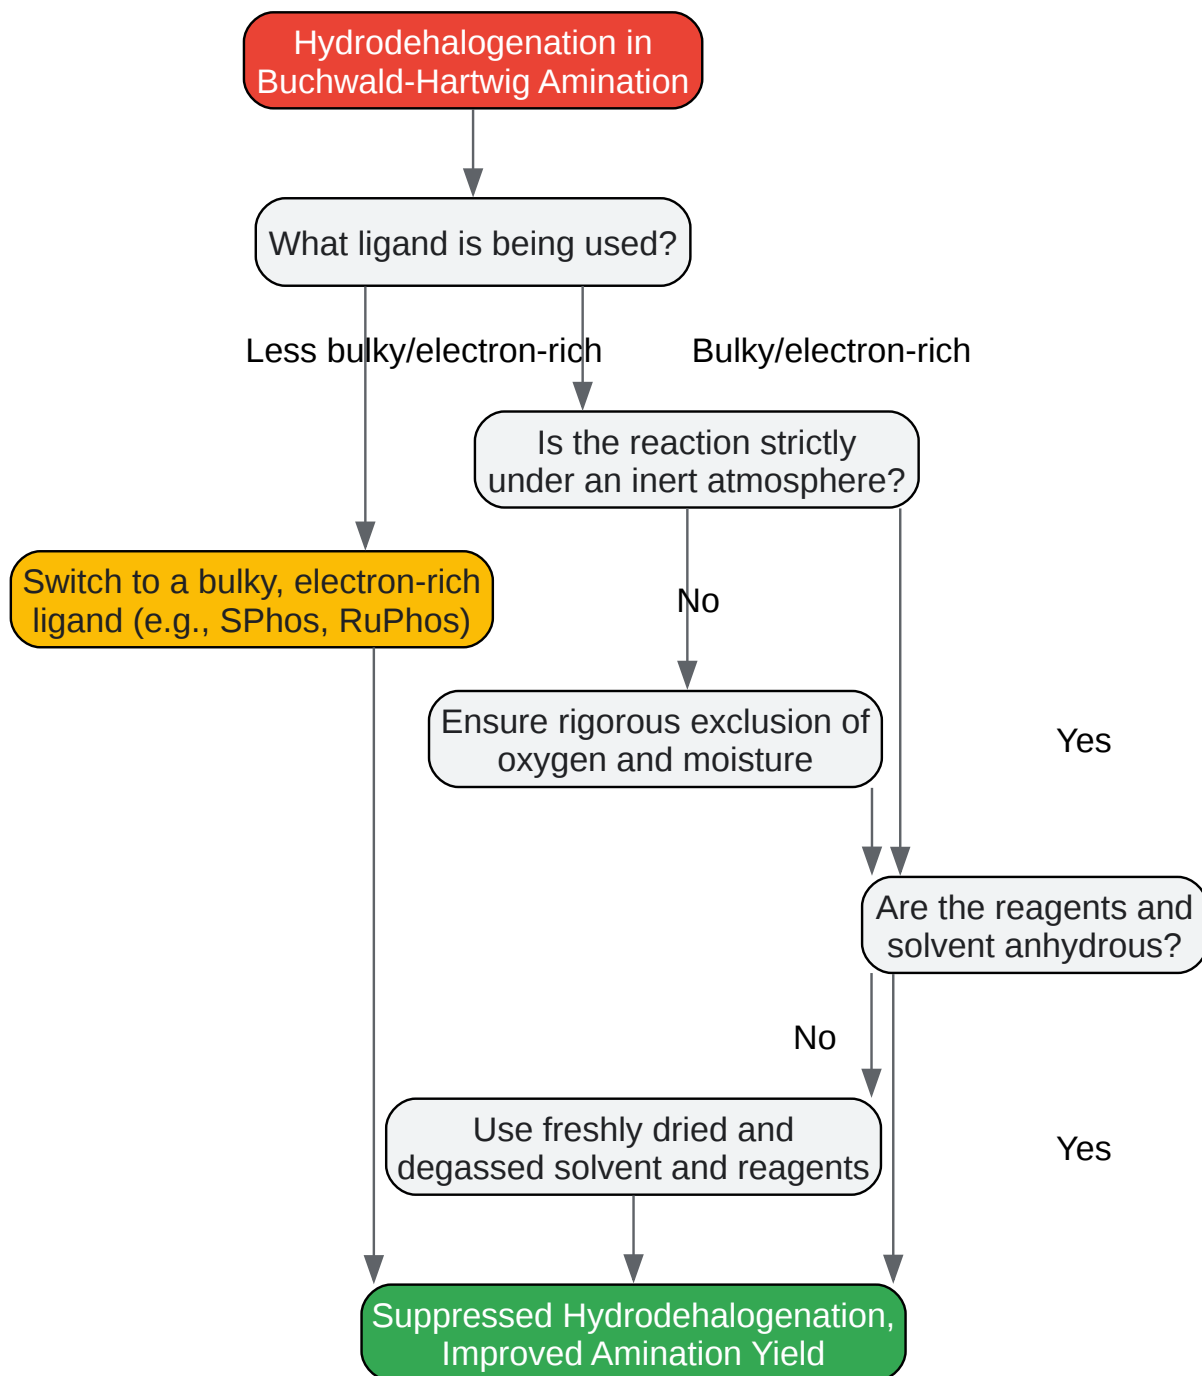 Hydrodehalogenation in
Buchwald-Hartwig Amination
What ligand is being used?
Less bulky/electron-rich
Bulky/electron-rich
Is the reaction strictly
under an inert atmosphere?
Switch to a bulky, electron-rich
ligand (e.g., SPhos, RuPhos)
No
Ensure rigorous exclusion of
oxygen and moisture
Yes
Are the reagents and
solvent anhydrous?
No
Use freshly dried and
degassed solvent and reagents
Yes
Suppressed Hydrodehalogenation,
Improved Amination Yield